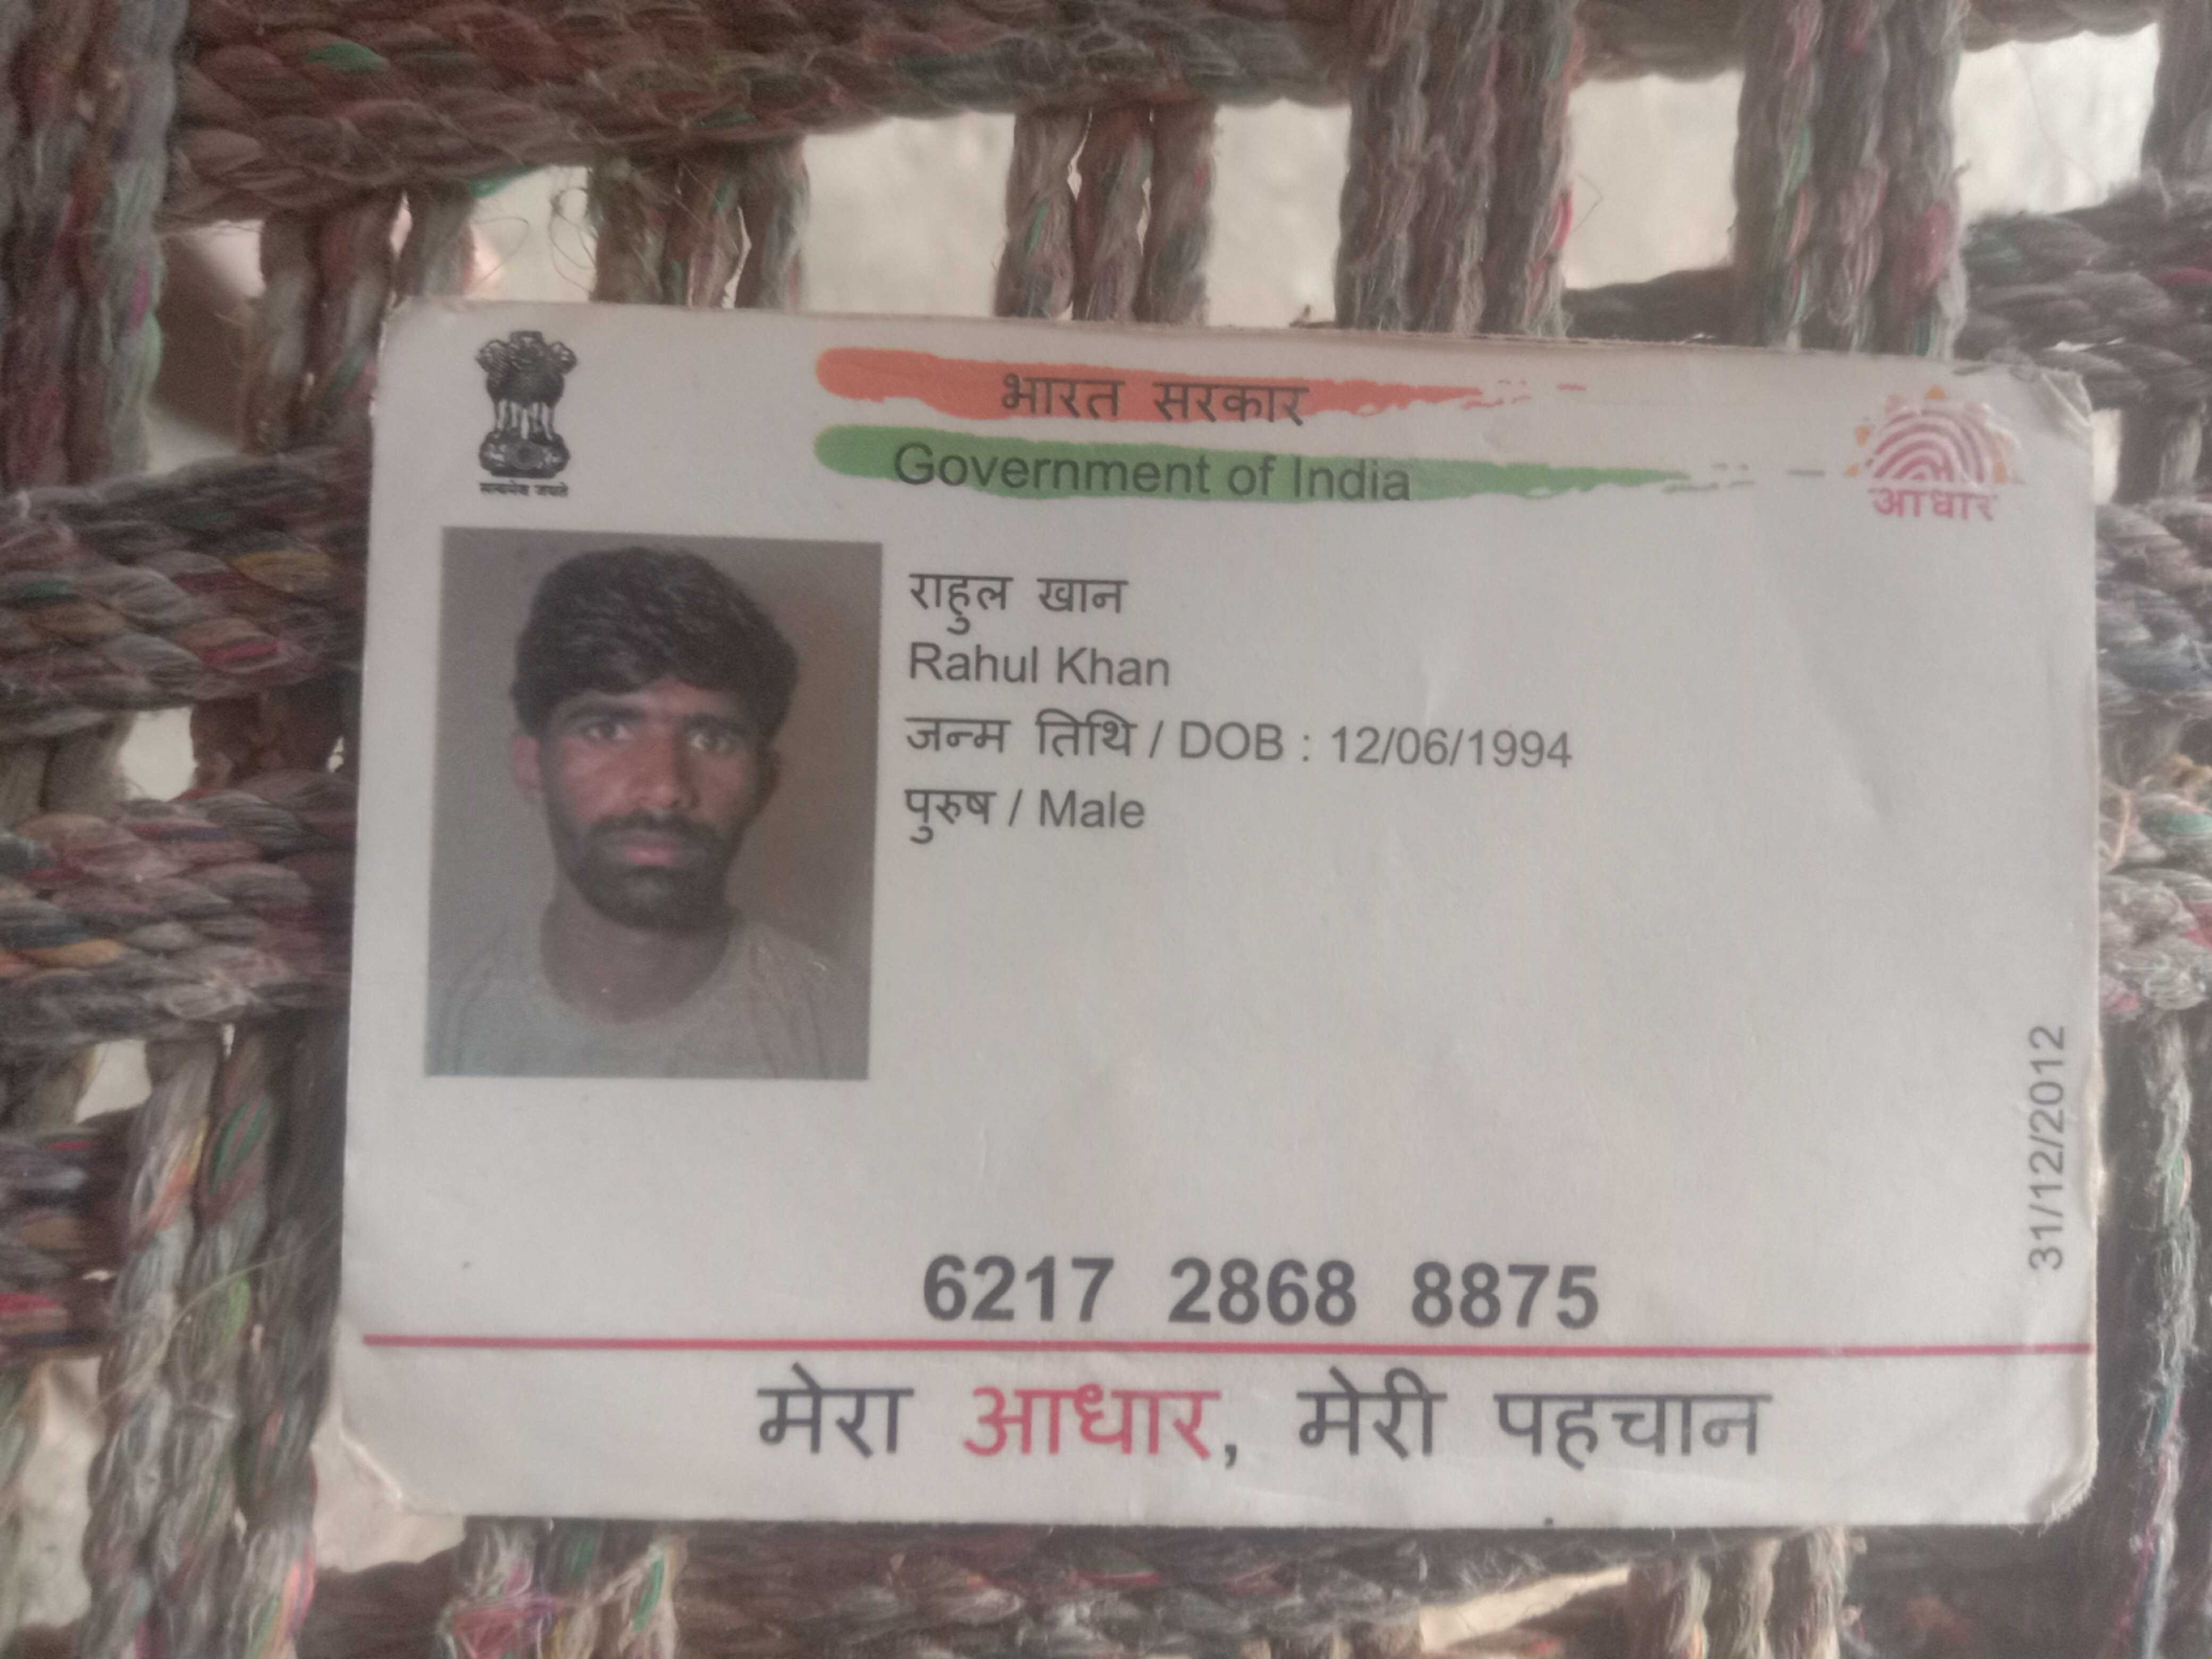 भारत सरकार
Government of India
सत्यमेव जयते
आधार
राहुल खान
Rahul Khan
जन्म तिथि / DOB : 12/06/1994
पुरुष / Male
31/12/2012
6217 2868 8875
मेरा आधार, मेरी पहचान